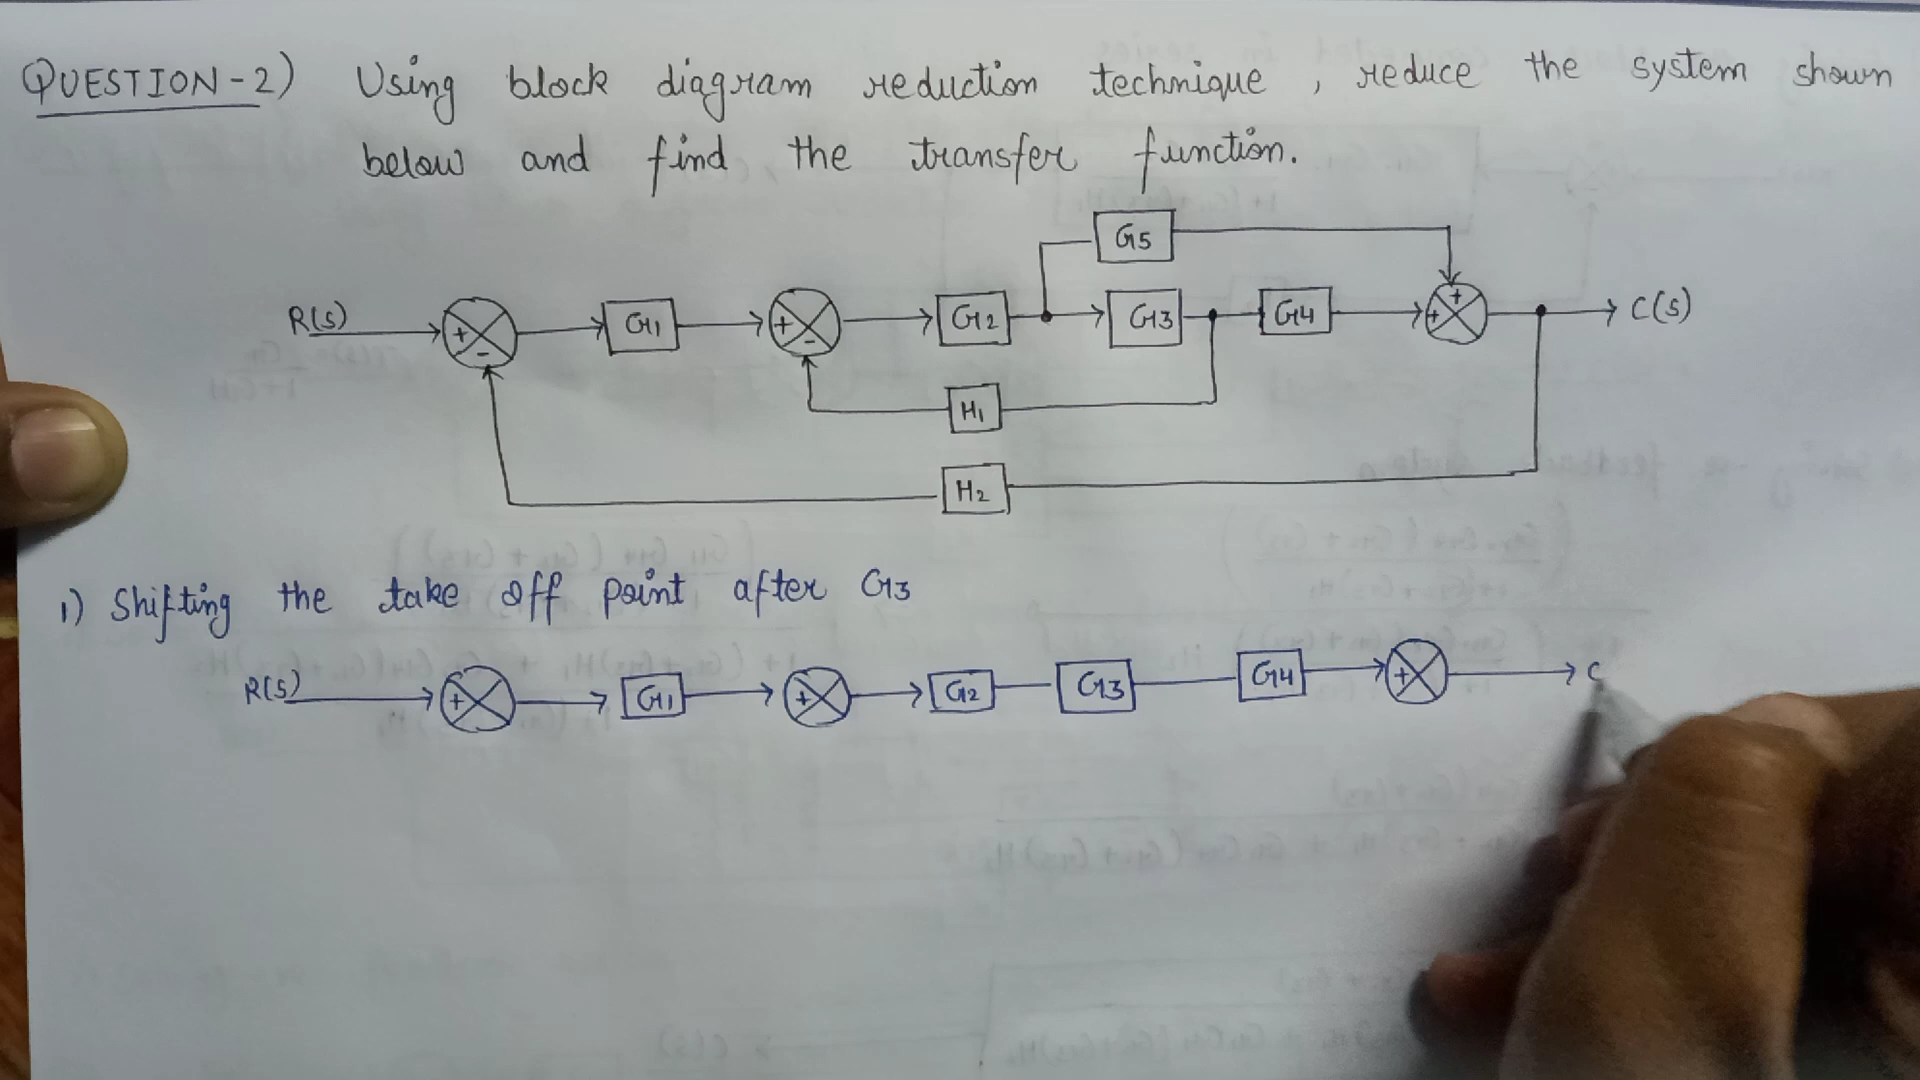 QUESTION-2) Using block diagram reduction technique, reduce the system shown
below and find the transfer function.
G5
R(s) + - G1 + - G2 G3 G4 + + C(s)
H1
H2
1) Shifting the take off point after G3
R(s) + G1 + G2 G3 G4 + C